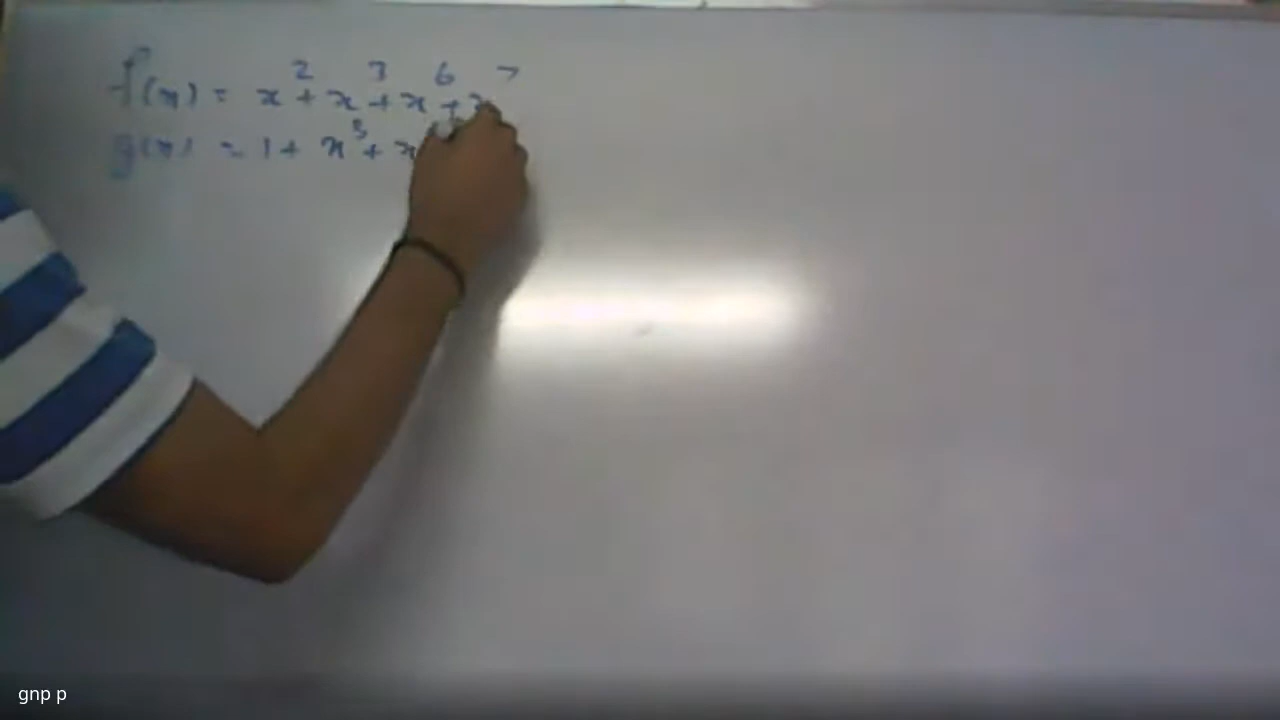 f(x) = x² + x³ + x⁶ + x⁷
g(x) = 1 + x³ + x
gnp p